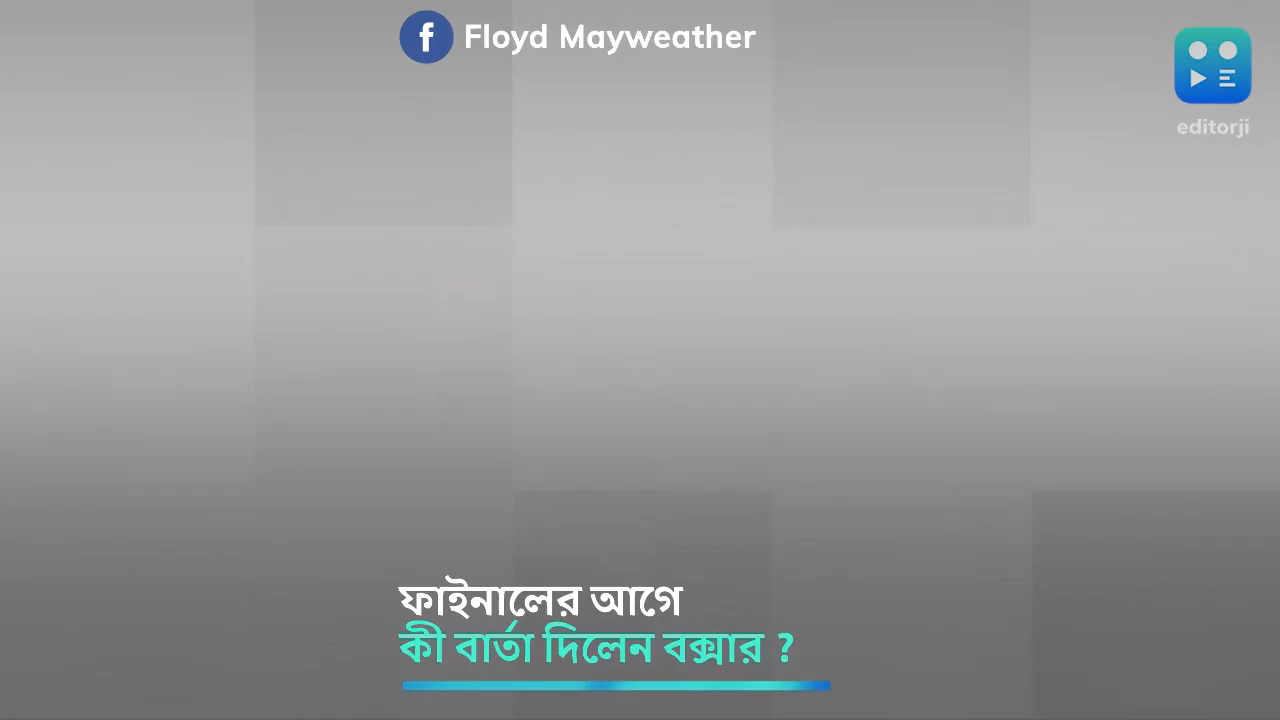 Floyd Mayweather
editorji
ফাইনালের আগে
কী বার্তা দিলেন বক্সার ?